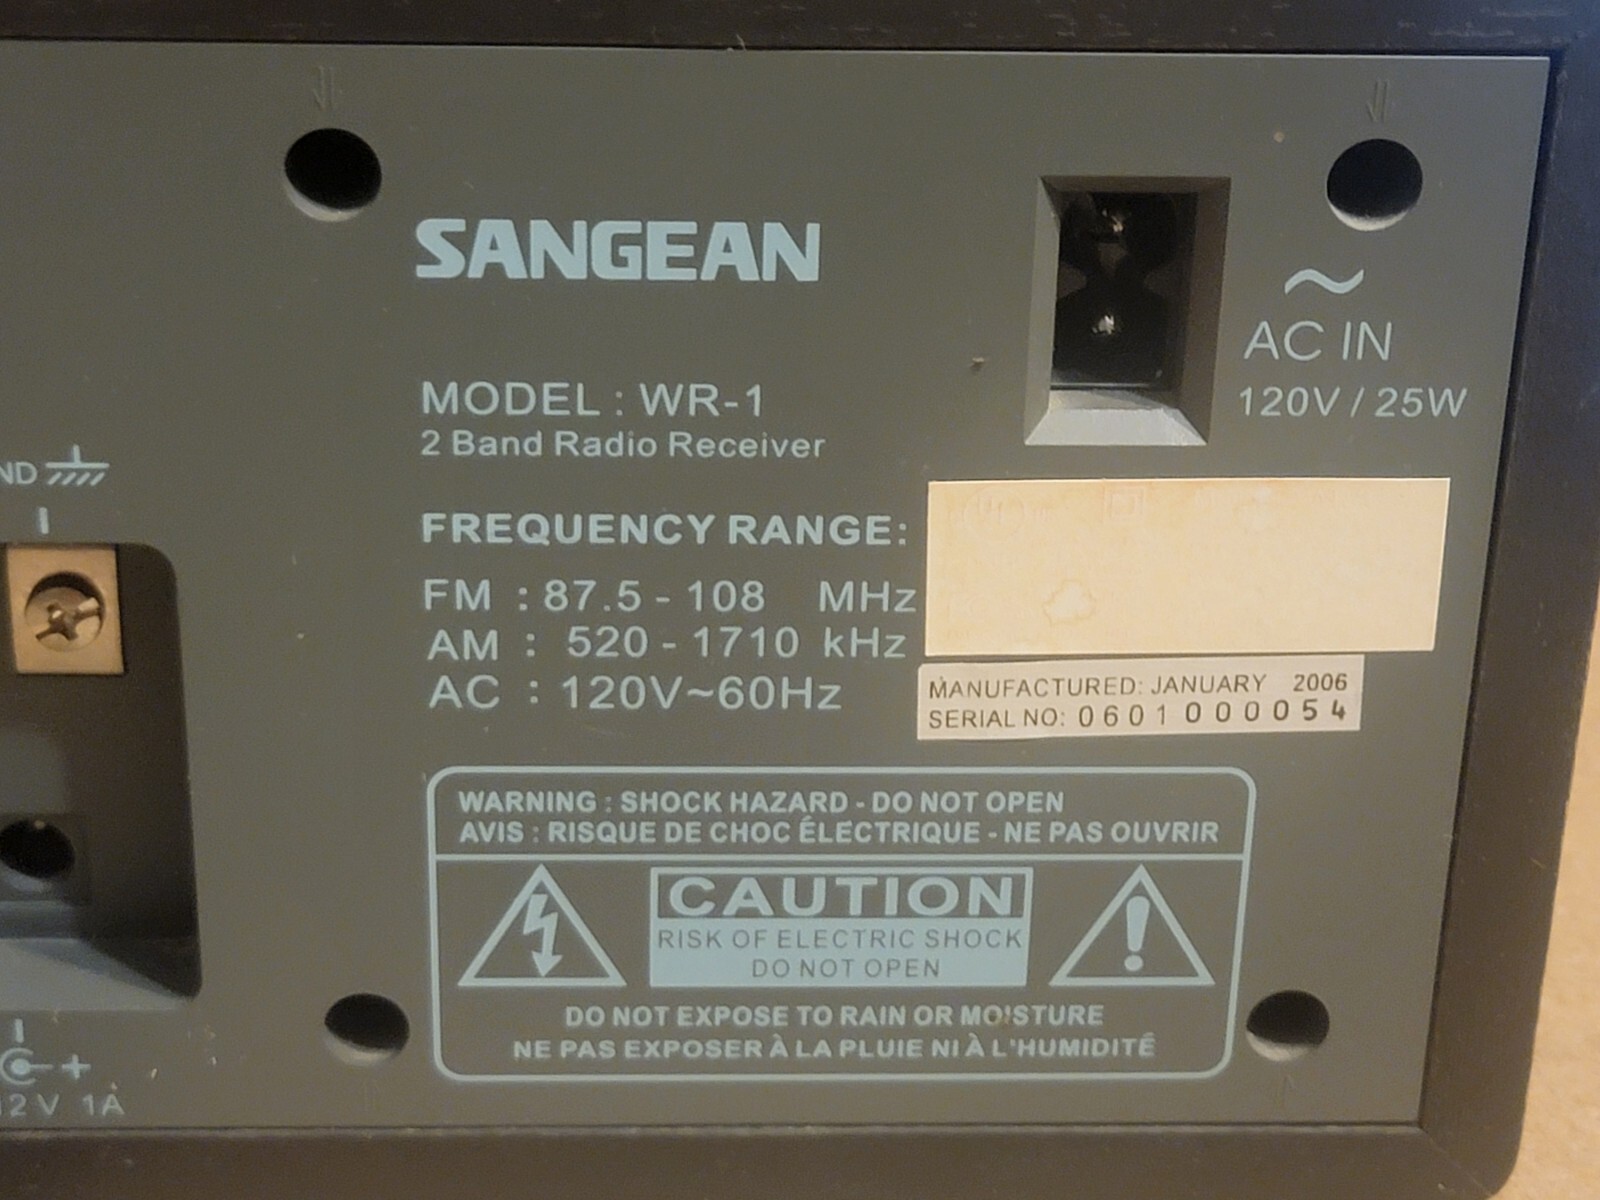 SANGEAN
~
AC IN
120V / 25W
MODEL : WR-1
2 Band Radio Receiver
ND
FREQUENCY RANGE:
FM : 87.5 - 108 MHz
AM : 520 - 1710 kHz
AC : 120V~60Hz
MANUFACTURED: JANUARY 2006
SERIAL NO: 0601000054
WARNING : SHOCK HAZARD - DO NOT OPEN
AVIS : RISQUE DE CHOC ÉLECTRIQUE - NE PAS OUVRIR
CAUTION
RISK OF ELECTRIC SHOCK
DO NOT OPEN
DO NOT EXPOSE TO RAIN OR MOISTURE
NE PAS EXPOSER À LA PLUIE NI À L'HUMIDITÉ
+
12V 1A